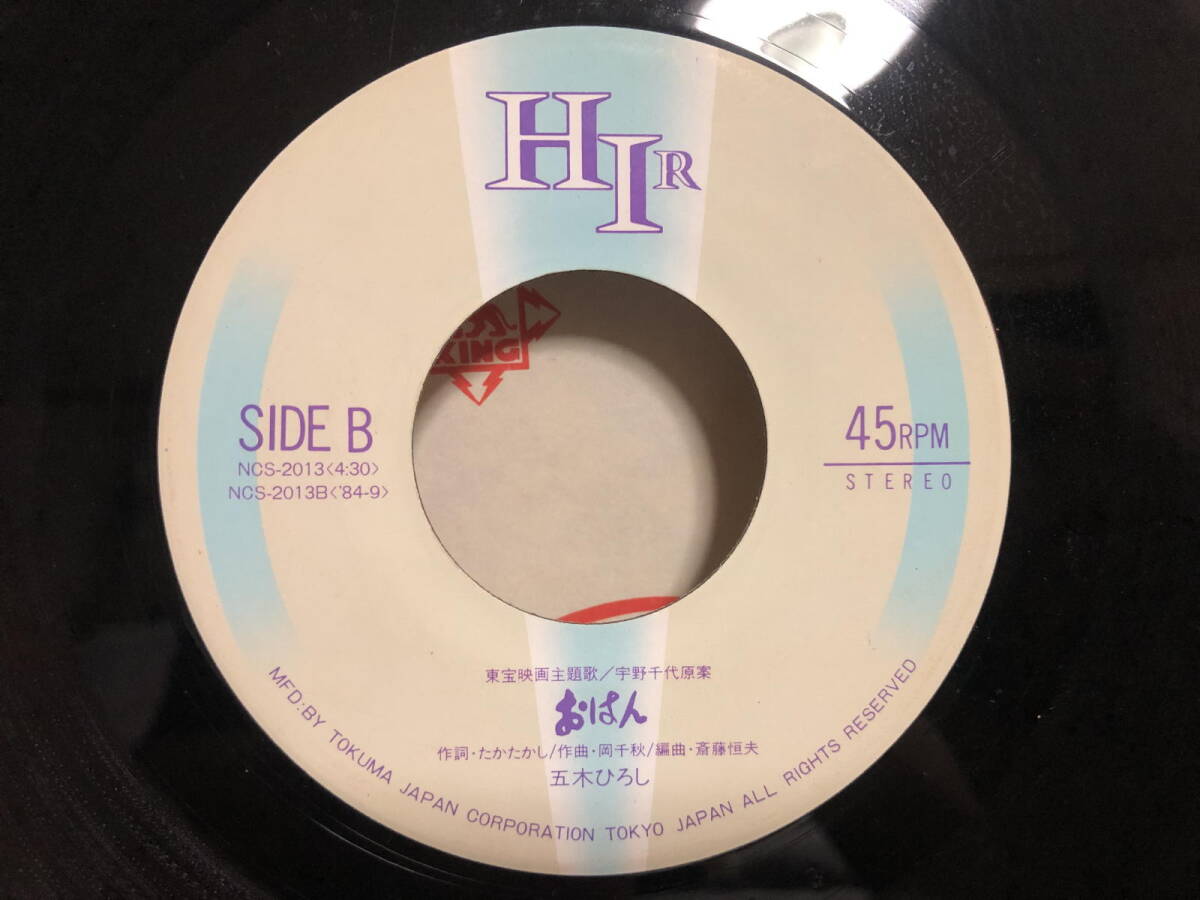 HIR
KING
SIDE B
NCS-2013〈4:30〉
NCS-2013B〈'84-9〉
45RPM
STEREO
東宝映画主題歌/宇野千代原案
おはん
作詞・たかたかし/作曲・岡千秋/編曲・斎藤恒夫
五木ひろし
MFD:BY TOKUMA JAPAN CORPORATION TOKYO JAPAN ALL RIGHTS RESERVED